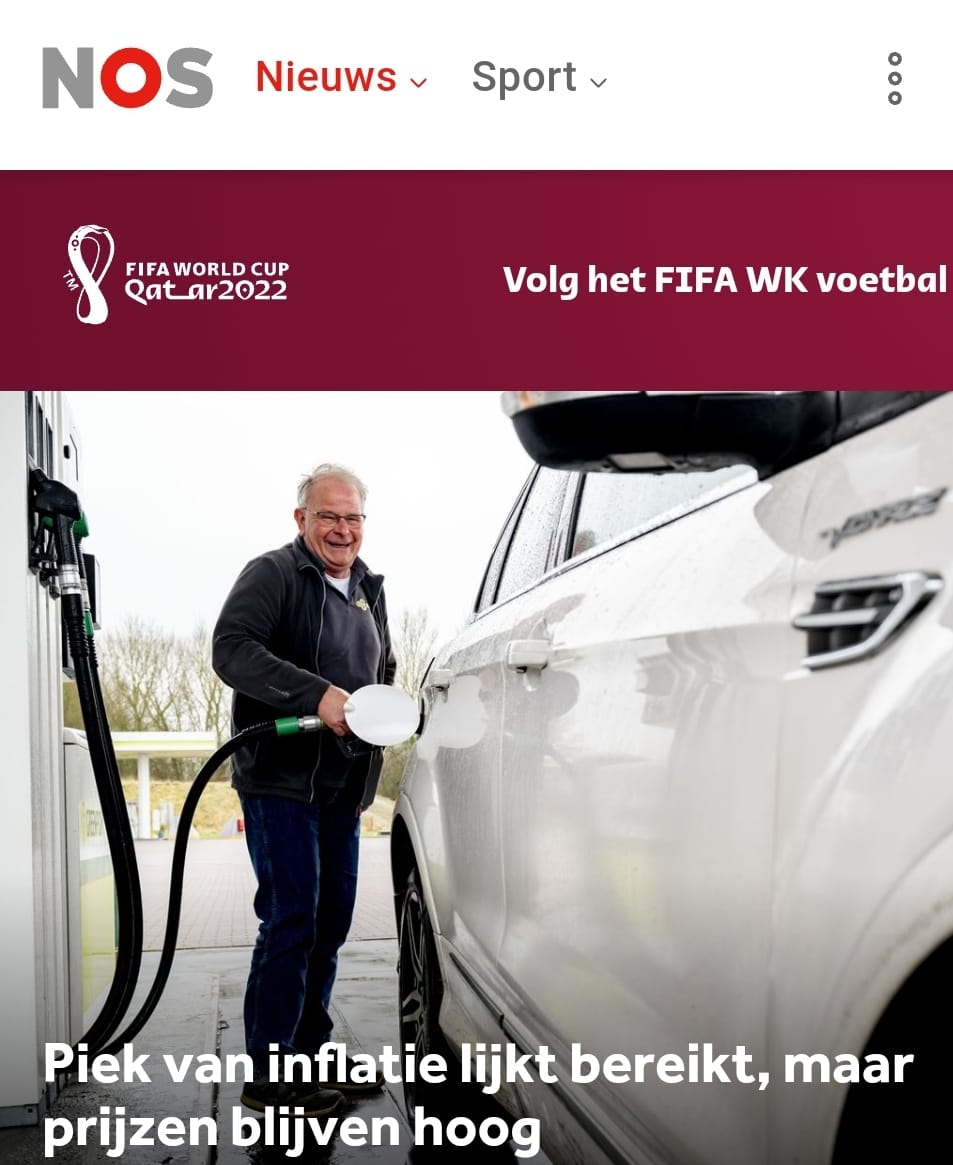 NOS Nieuws Sport
TM
FIFA WORLD CUP
Qatar2022
Volg het FIFA WK voetbal
Piek van inflatie lijkt bereikt, maar
prijzen blijven hoog